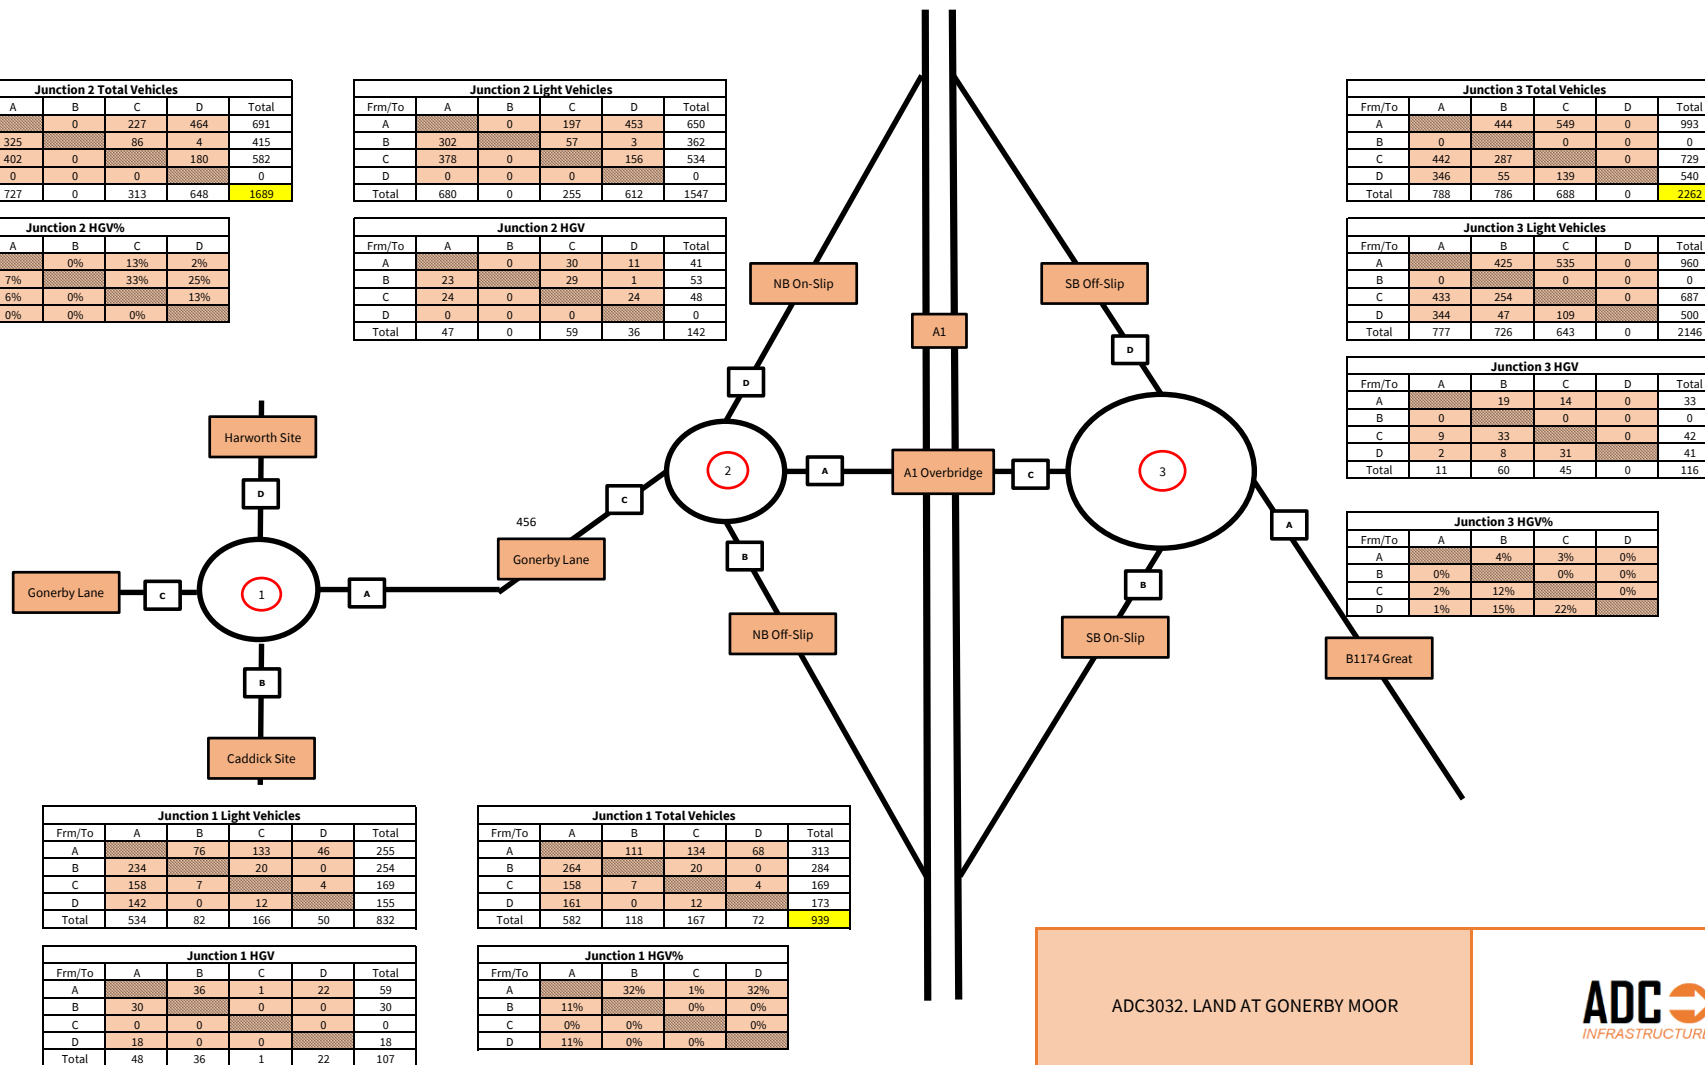 Junction 2 Total Vehicles
A B C D Total
0 227 464 691
325 86 4 415
402 0 180 582
0 0 0 0
727 0 313 648 1689
Junction 2 HGV%
A B C D
0% 13% 2%
7% 33% 25%
6% 0% 13%
0% 0% 0%
Junction 2 Light Vehicles
Frm/To A B C D Total
A 0 197 453 650
B 302 57 3 362
C 378 0 156 534
D 0 0 0 0
Total 680 0 255 612 1547
Junction 2 HGV
Frm/To A B C D Total
A 0 30 11 41
B 23 29 1 53
C 24 0 24 48
D 0 0 0 0
Total 47 0 59 36 142
Junction 3 Total Vehicles
Frm/To A B C D Total
A 444 549 0 993
B 0 0 0 0
C 442 287 0 729
D 346 55 139 540
Total 788 786 688 0 2262
Junction 3 Light Vehicles
Frm/To A B C D Total
A 425 535 0 960
B 0 0 0 0
C 433 254 0 687
D 344 47 109 500
Total 777 726 643 0 2146
Junction 3 HGV
Frm/To A B C D Total
A 19 14 0 33
B 0 0 0 0
C 9 33 0 42
D 2 8 31 41
Total 11 60 45 0 116
Junction 3 HGV%
Frm/To A B C D
A 4% 3% 0%
B 0% 0% 0%
C 2% 12% 0%
D 1% 15% 22%
NB On-Slip
SB Off-Slip
A1
D
D
Harworth Site
D
2
A
A1 Overbridge
C
3
C
456
A
Gonerby Lane
B
Gonerby Lane
C
1
A
B
NB Off-Slip
SB On-Slip
B1174 Great
B
Caddick Site
Junction 1 Light Vehicles
Frm/To A B C D Total
A 76 133 46 255
B 234 20 0 254
C 158 7 4 169
D 142 0 12 155
Total 534 82 166 50 832
Junction 1 Total Vehicles
Frm/To A B C D Total
A 111 134 68 313
B 264 20 0 284
C 158 7 4 169
D 161 0 12 173
Total 582 118 167 72 939
Junction 1 HGV
Frm/To A B C D Total
A 36 1 22 59
B 30 0 0 30
C 0 0 0 0
D 18 0 0 18
Total 48 36 1 22 107
Junction 1 HGV%
Frm/To A B C D
A 32% 1% 32%
B 11% 0% 0%
C 0% 0% 0%
D 11% 0% 0%
ADC3032. LAND AT GONERBY MOOR
ADC
INFRASTRUCTURE